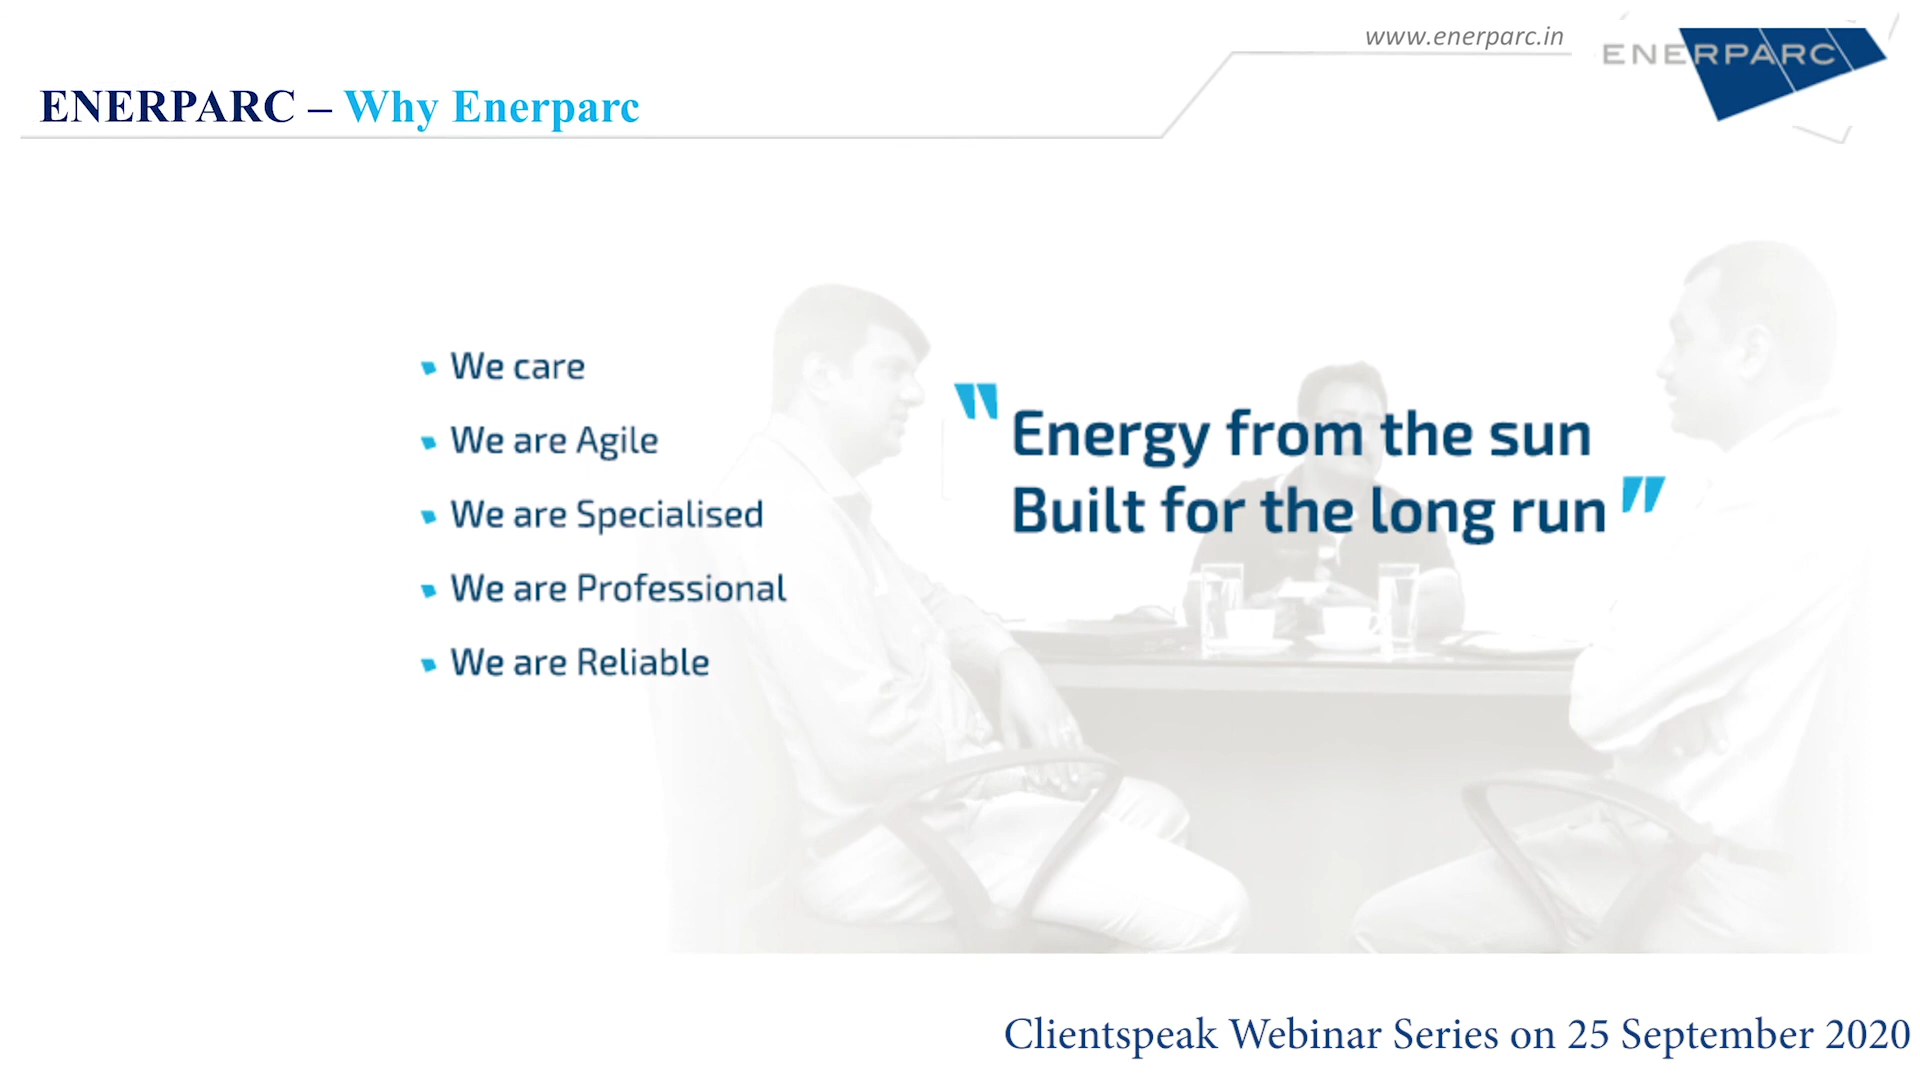 www.enerparc.in
ENERPARC
ENERPARC – Why Enerparc
We care
We are Agile
We are Specialised
We are Professional
We are Reliable
"Energy from the sun
Built for the long run"
Clientspeak Webinar Series on 25 September 2020